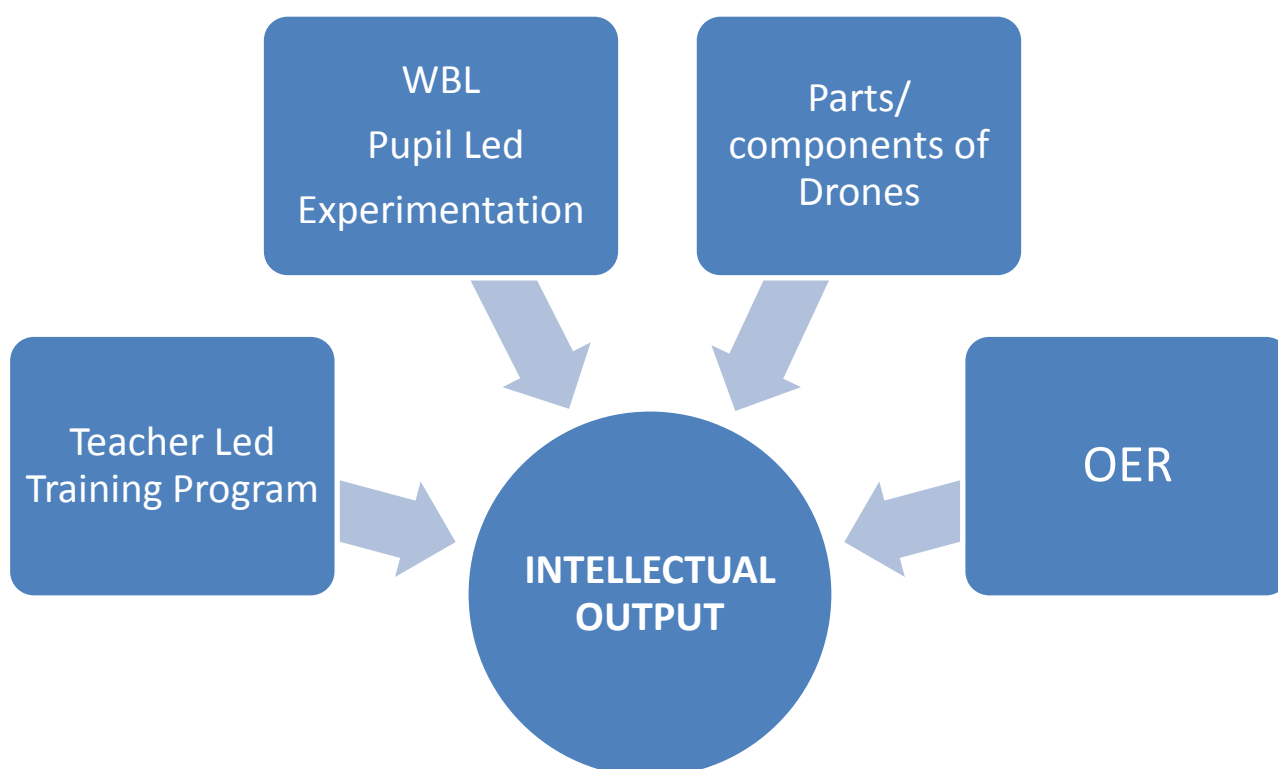 WBL
Pupil Led
Experimentation
Parts/
components of
Drones
Teacher Led
Training Program
OER
INTELLECTUAL
OUTPUT